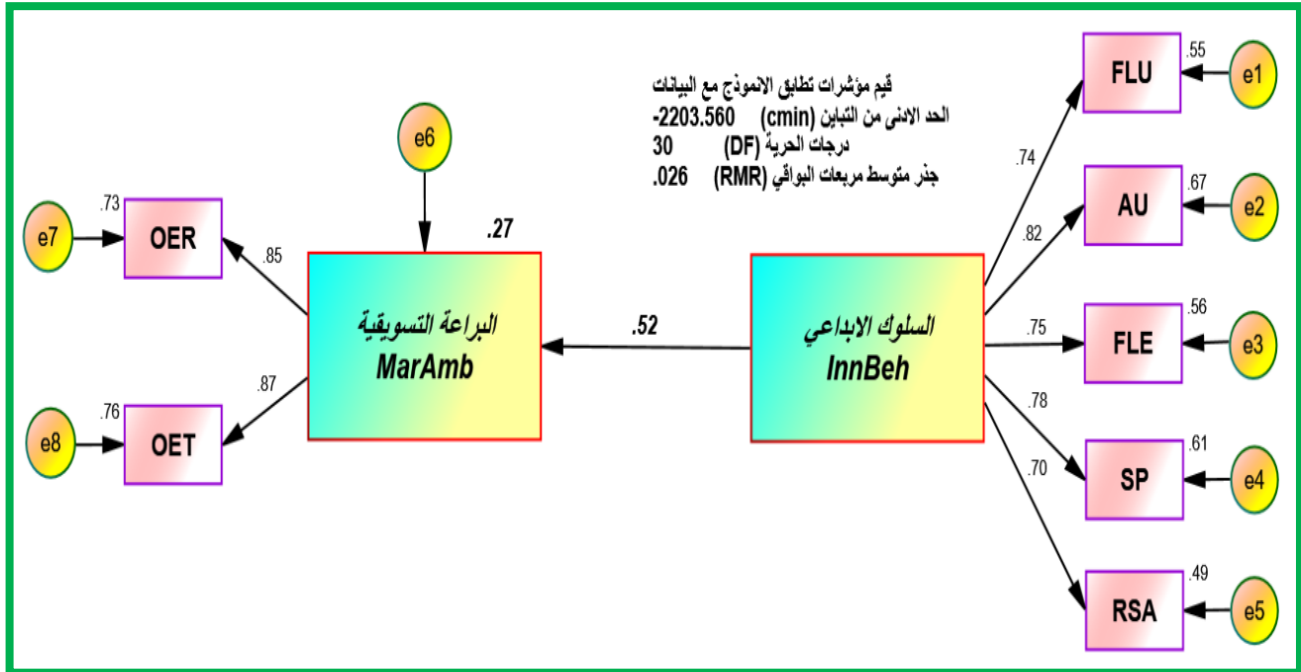 قيم مؤشرات تطابق الانموذج مع البيانات
الحد الادنى من التباين (cmin) 2203.560-
درجات الحرية (DF) 30
جذر متوسط مربعات البواقي (RMR) .026
e6
.27
البراعة التسويقية
MarAmb
.52
السلوك الابداعي
InnBeh
e7
.73
OER
.85
e8
.76
OET
.87
.74
FLU
.55
e1
.82
AU
.67
e2
.75
FLE
.56
e3
.78
SP
.61
e4
.70
RSA
.49
e5